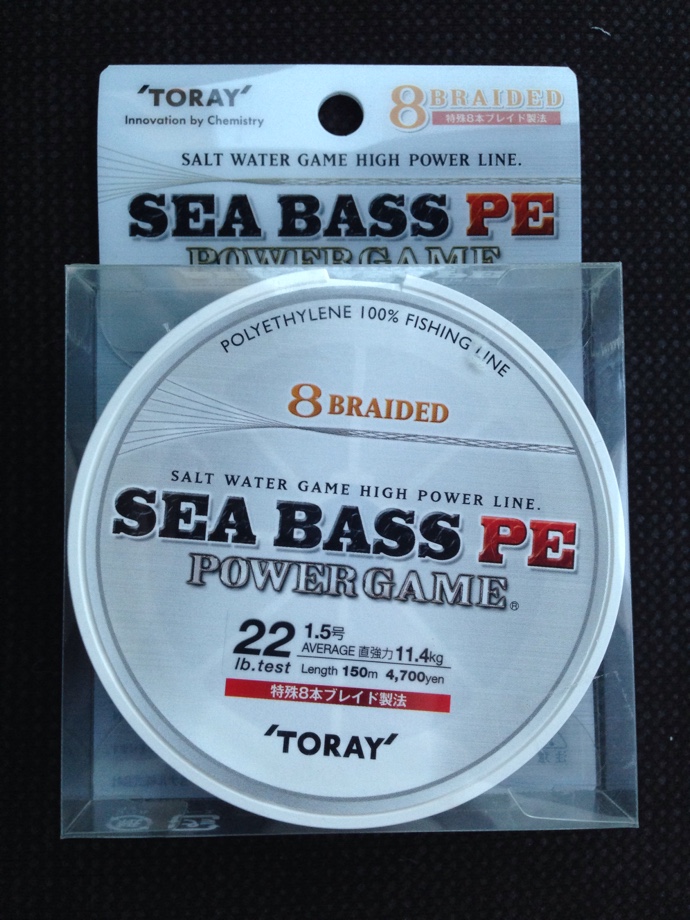 'TORAY'
Innovation by Chemistry
8 BRAIDED
特殊8本ブレイド製法
SALT WATER GAME HIGH POWER LINE.
SEA BASS PE
POWER GAME
POLYETHYLENE 100% FISHING LINE
8 BRAIDED
SALT WATER GAME HIGH POWER LINE.
SEA BASS PE
POWER GAME®
22 1.5号
AVERAGE 直強力 11.4kg
lb.test Length 150m 4,700yen
特殊8本ブレイド製法
'TORAY'